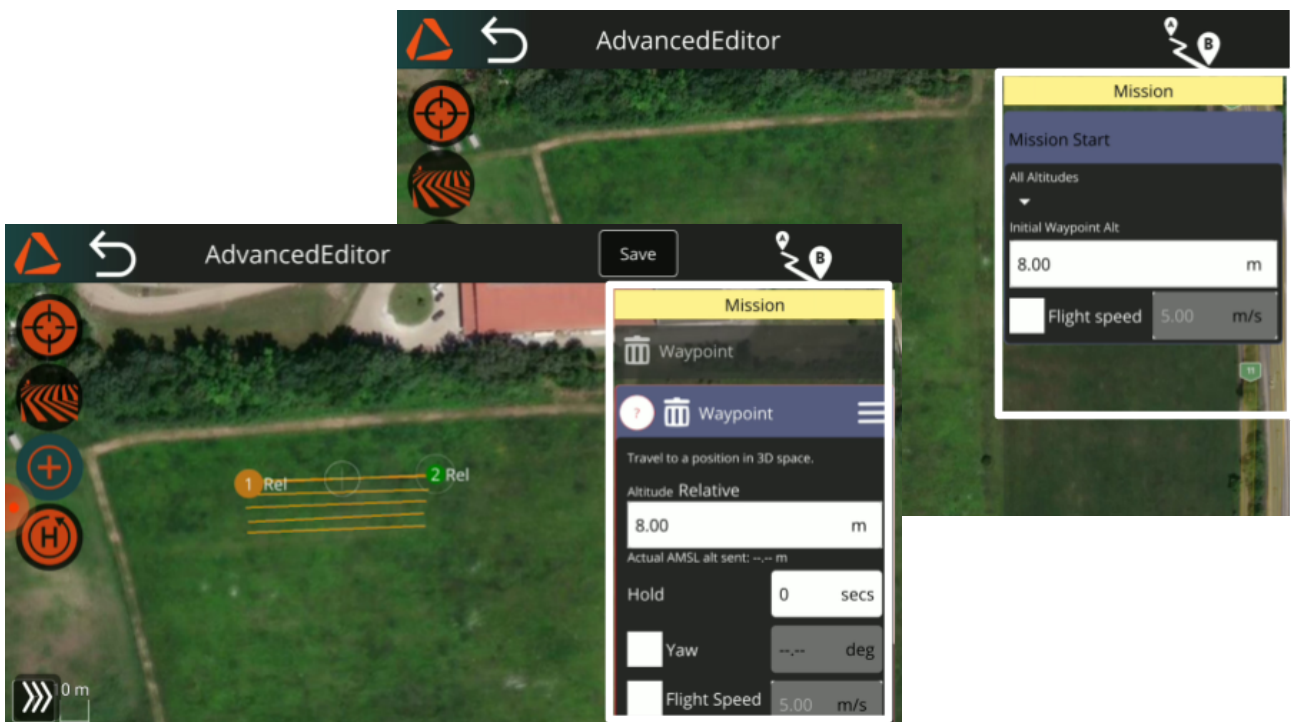 AdvancedEditor
A
B
Mission
Mission Start
All Altitudes
Initial Waypoint Alt
8.00 m
Flight speed 5.00 m/s
11
AdvancedEditor
Save
A
B
Mission
Waypoint
? Waypoint
Travel to a position in 3D space.
Altitude Relative
8.00 m
Actual AMSL alt sent: --.-- m
Hold 0 secs
Yaw --.-- deg
Flight Speed 5.00 m/s
1 Rel
2 Rel
H
0 m